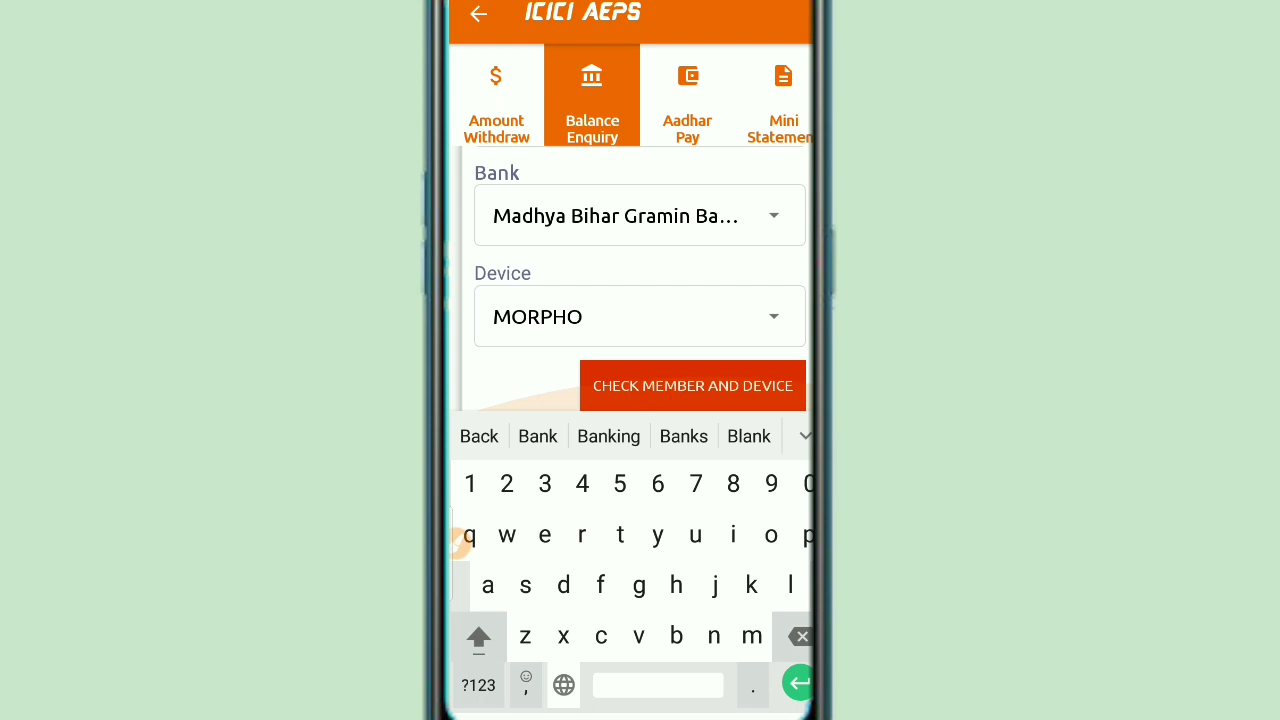 ICICI AEPS
$
Amount Withdraw
Balance Enquiry
Aadhar Pay
Mini Statemen
Bank
Madhya Bihar Gramin Ba...
Device
MORPHO
CHECK MEMBER AND DEVICE
Back Bank Banking Banks Blank
1 2 3 4 5 6 7 8 9 0
q w e r t y u i o p
a s d f g h j k l
z x c v b n m
?123 , .